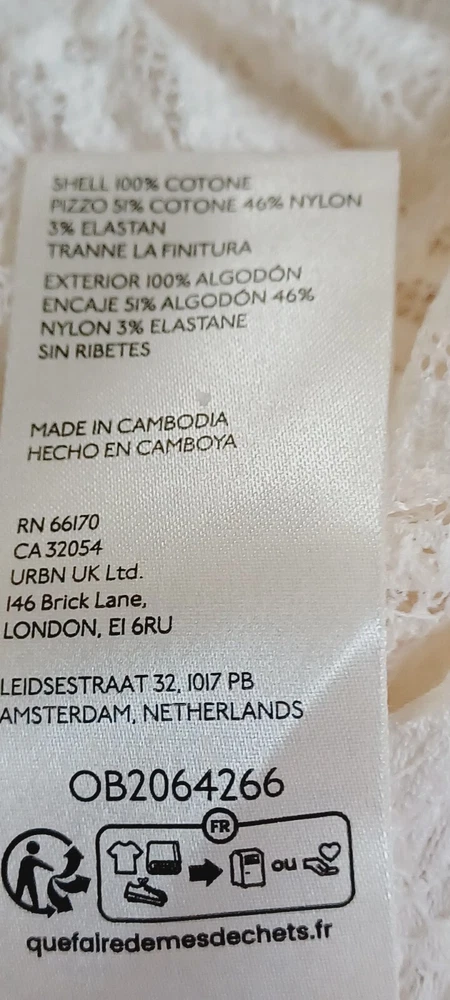 SHELL 100% COTONE
PIZZO 51% COTONE 46% NYLON
3% ELASTAN
TRANNE LA FINITURA
EXTERIOR 100% ALGODÓN
ENCAJE 51% ALGODÓN 46%
NYLON 3% ELASTANE
SIN RIBETES
MADE IN CAMBODIA
HECHO EN CAMBOYA
RN 66170
CA 32054
URBN UK Ltd.
146 Brick Lane,
LONDON, E1 6RU
LEIDSESTRAAT 32, 1017 PB
AMSTERDAM, NETHERLANDS
OB2064266
FR
ou
quefairedemesdechets.fr